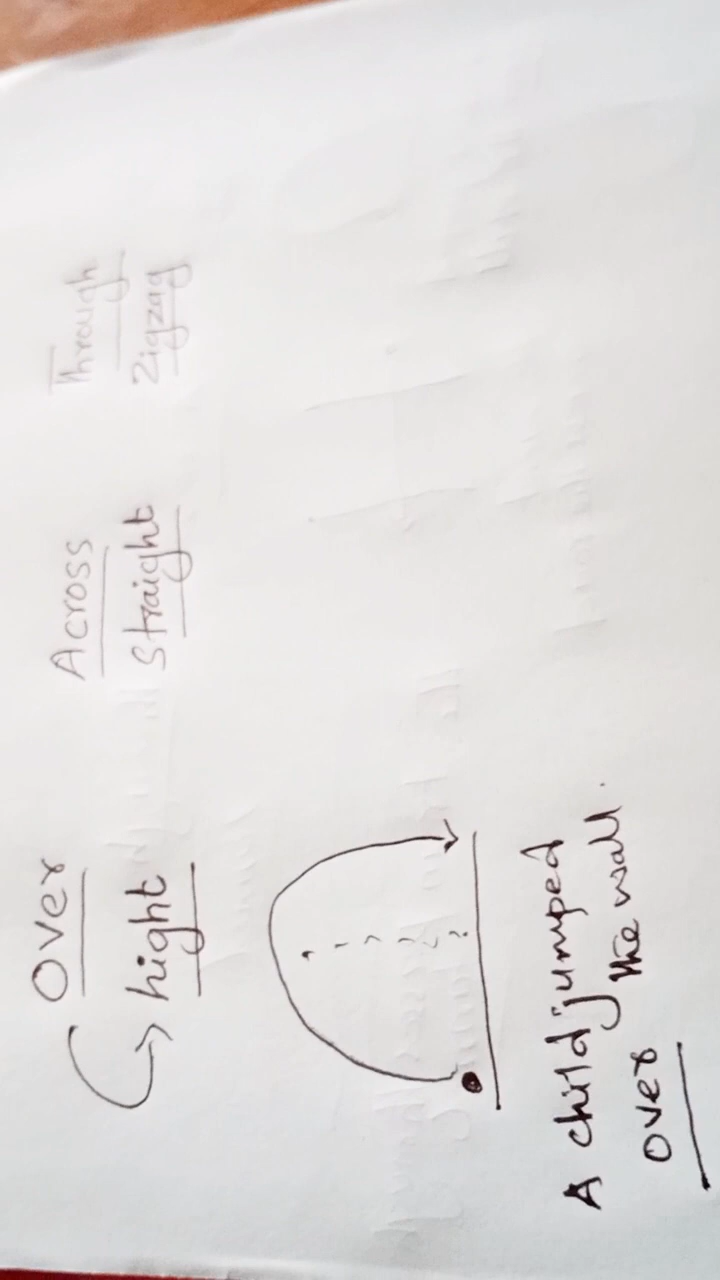 Over
hight
Across
Straight
Through
Zigzag
A child jumped
over the wall.